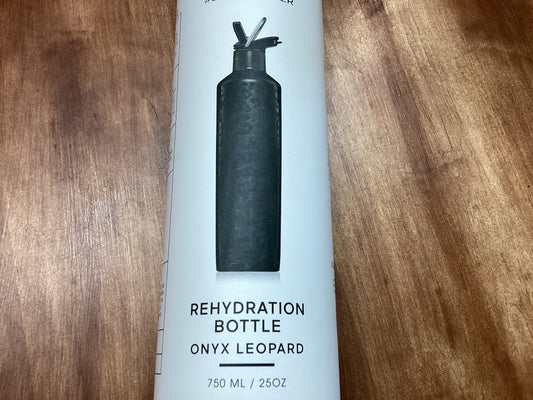 REHYDRATION
BOTTLE
ONYX LEOPARD
750 ML / 25OZ